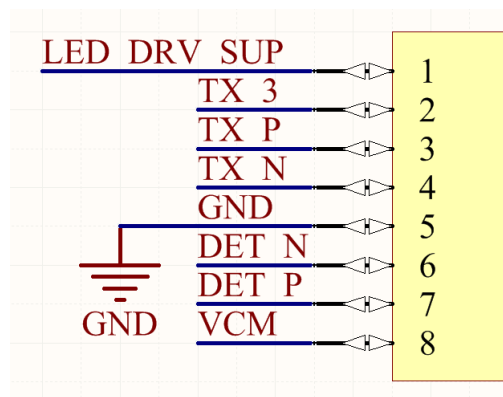 LED DRV SUP 1
TX 3 2
TX P 3
TX N 4
GND 5
DET N 6
DET P 7
GND
VCM 8